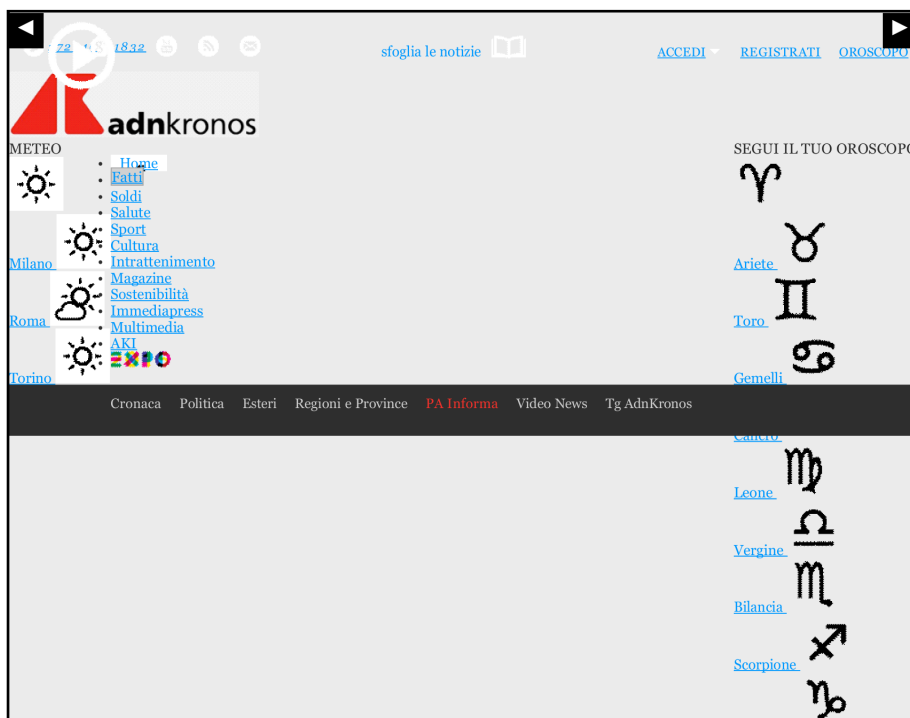 sfoglia le notizie
ACCEDI
REGISTRATI
OROSCOPO
adnkronos
METEO
Milano
Roma
Torino
Home
Fatti
Soldi
Salute
Sport
Cultura
Intrattenimento
Magazine
Sostenibilità
Immediapress
Multimedia
AKI
EXPO
Cronaca Politica Esteri Regioni e Province PA Informa Video News Tg AdnKronos
SEGUI IL TUO OROSCOPO
Ariete
Toro
Gemelli
Cancro
Leone
Vergine
Bilancia
Scorpione